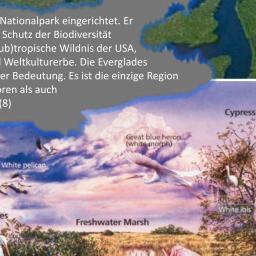 Nationalpark eingerichtet. Er
Schutz der Biodiversität
ub)tropische Wildnis der USA,
Weltkulturerbe. Die Everglades
er Bedeutung. Es ist die einzige Region
oren als auch
(8)
Cypress
Great blue heron
(white morph)
White pelican
White ibis
es
Freshwater Marsh